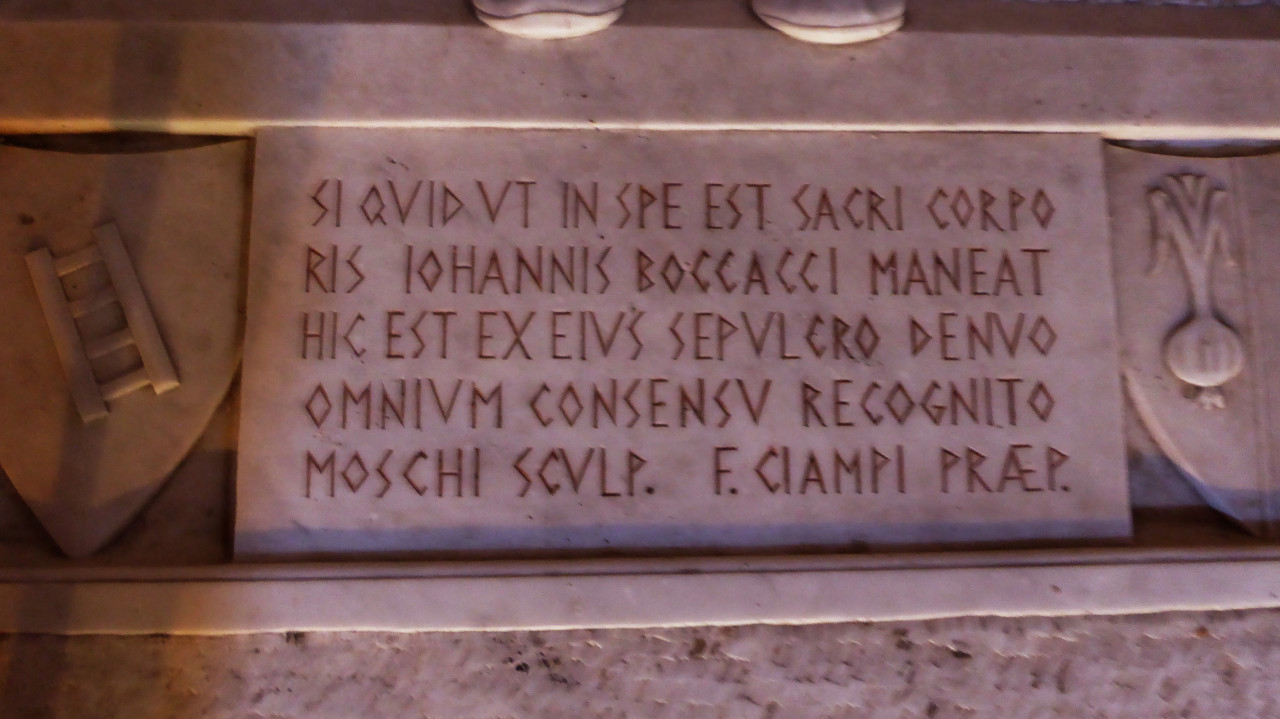 SI QVID VT IN SPE EST SACRI CORPO
RIS IOHANNIS BOCCACCI MANEAT
HIC EST EX EIVS SEPVLCRO DENVO
OMNIVM CONSENSV RECOGNITO
MOSCHI SCVLP. F. CIAMPI PRÆP.